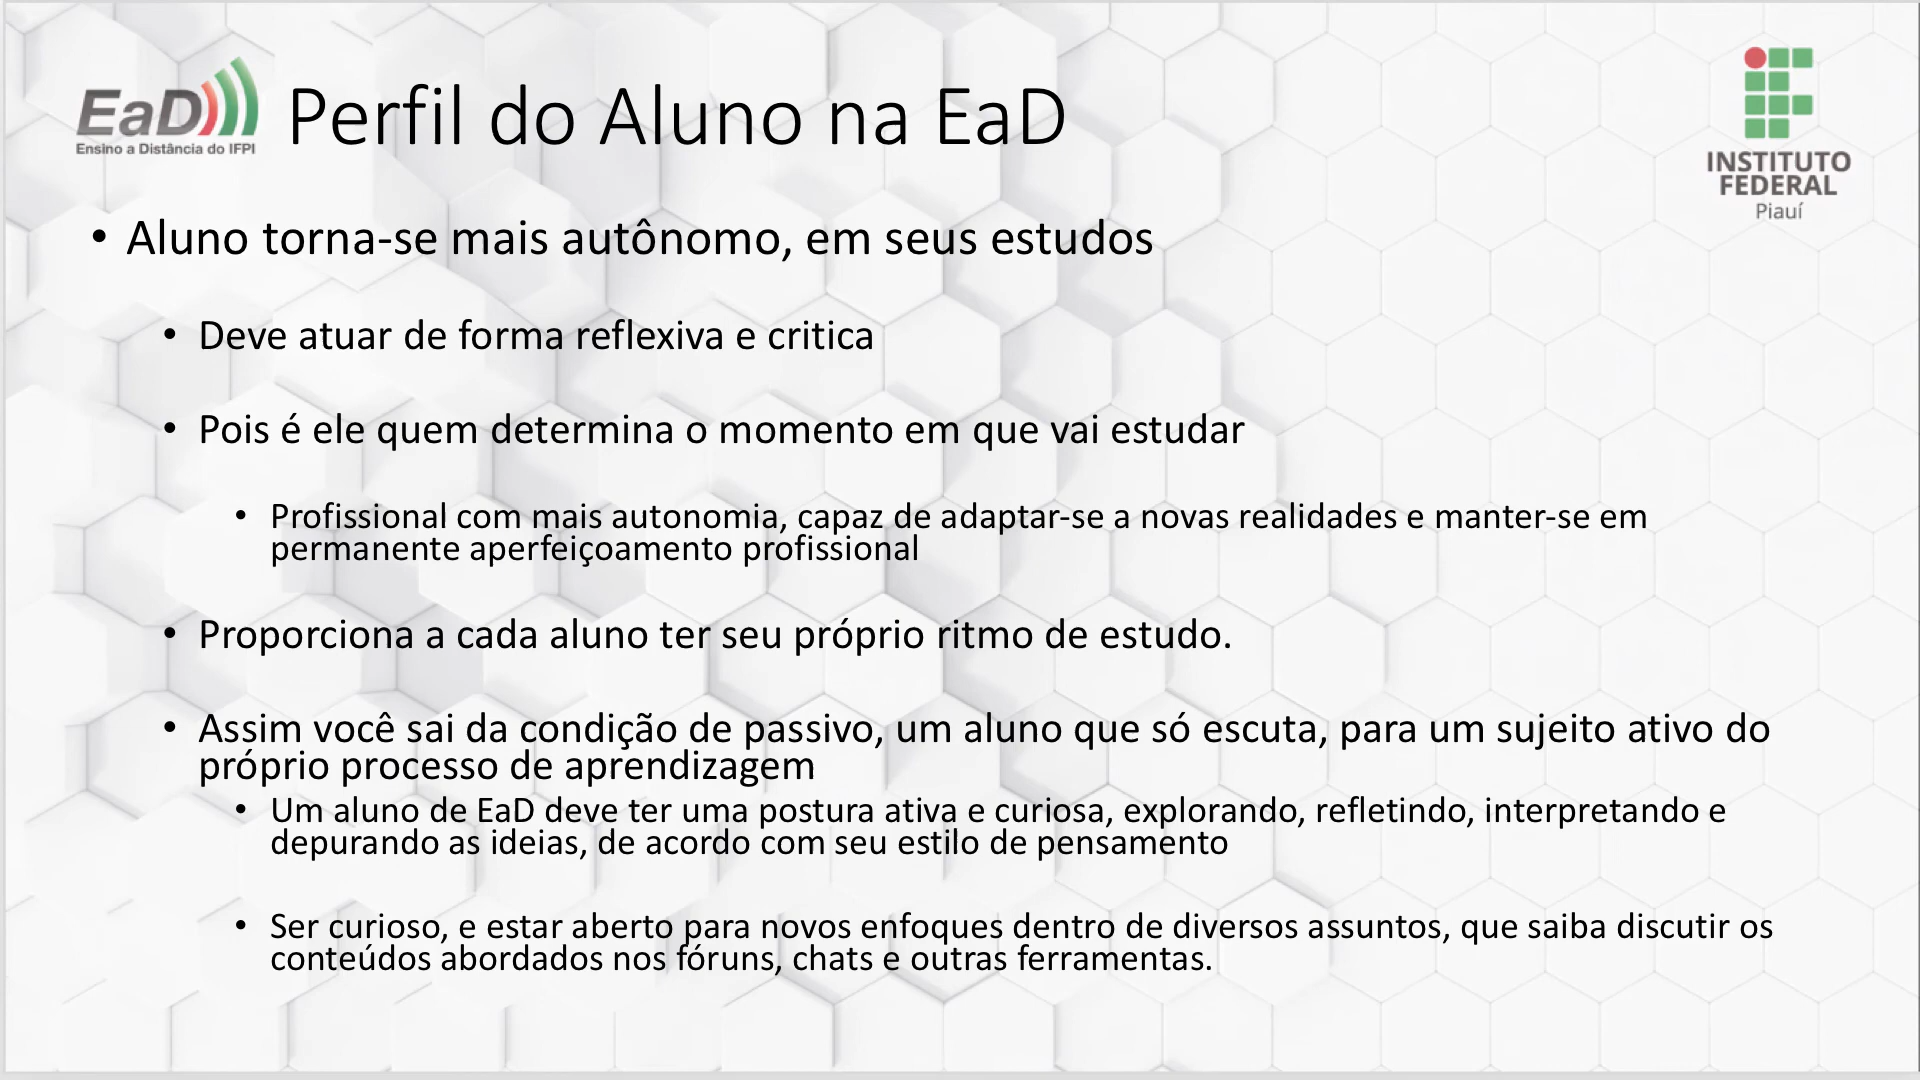 EaD
Ensino a Distância do IFPI
Perfil do Aluno na EaD
INSTITUTO
FEDERAL
Piauí
• Aluno torna-se mais autônomo, em seus estudos
• Deve atuar de forma reflexiva e critica
• Pois é ele quem determina o momento em que vai estudar
• Profissional com mais autonomia, capaz de adaptar-se a novas realidades e manter-se em
permanente aperfeiçoamento profissional
• Proporciona a cada aluno ter seu próprio ritmo de estudo.
• Assim você sai da condição de passivo, um aluno que só escuta, para um sujeito ativo do
próprio processo de aprendizagem
• Um aluno de EaD deve ter uma postura ativa e curiosa, explorando, refletindo, interpretando e
depurando as ideias, de acordo com seu estilo de pensamento
• Ser curioso, e estar aberto para novos enfoques dentro de diversos assuntos, que saiba discutir os
conteúdos abordados nos fóruns, chats e outras ferramentas.